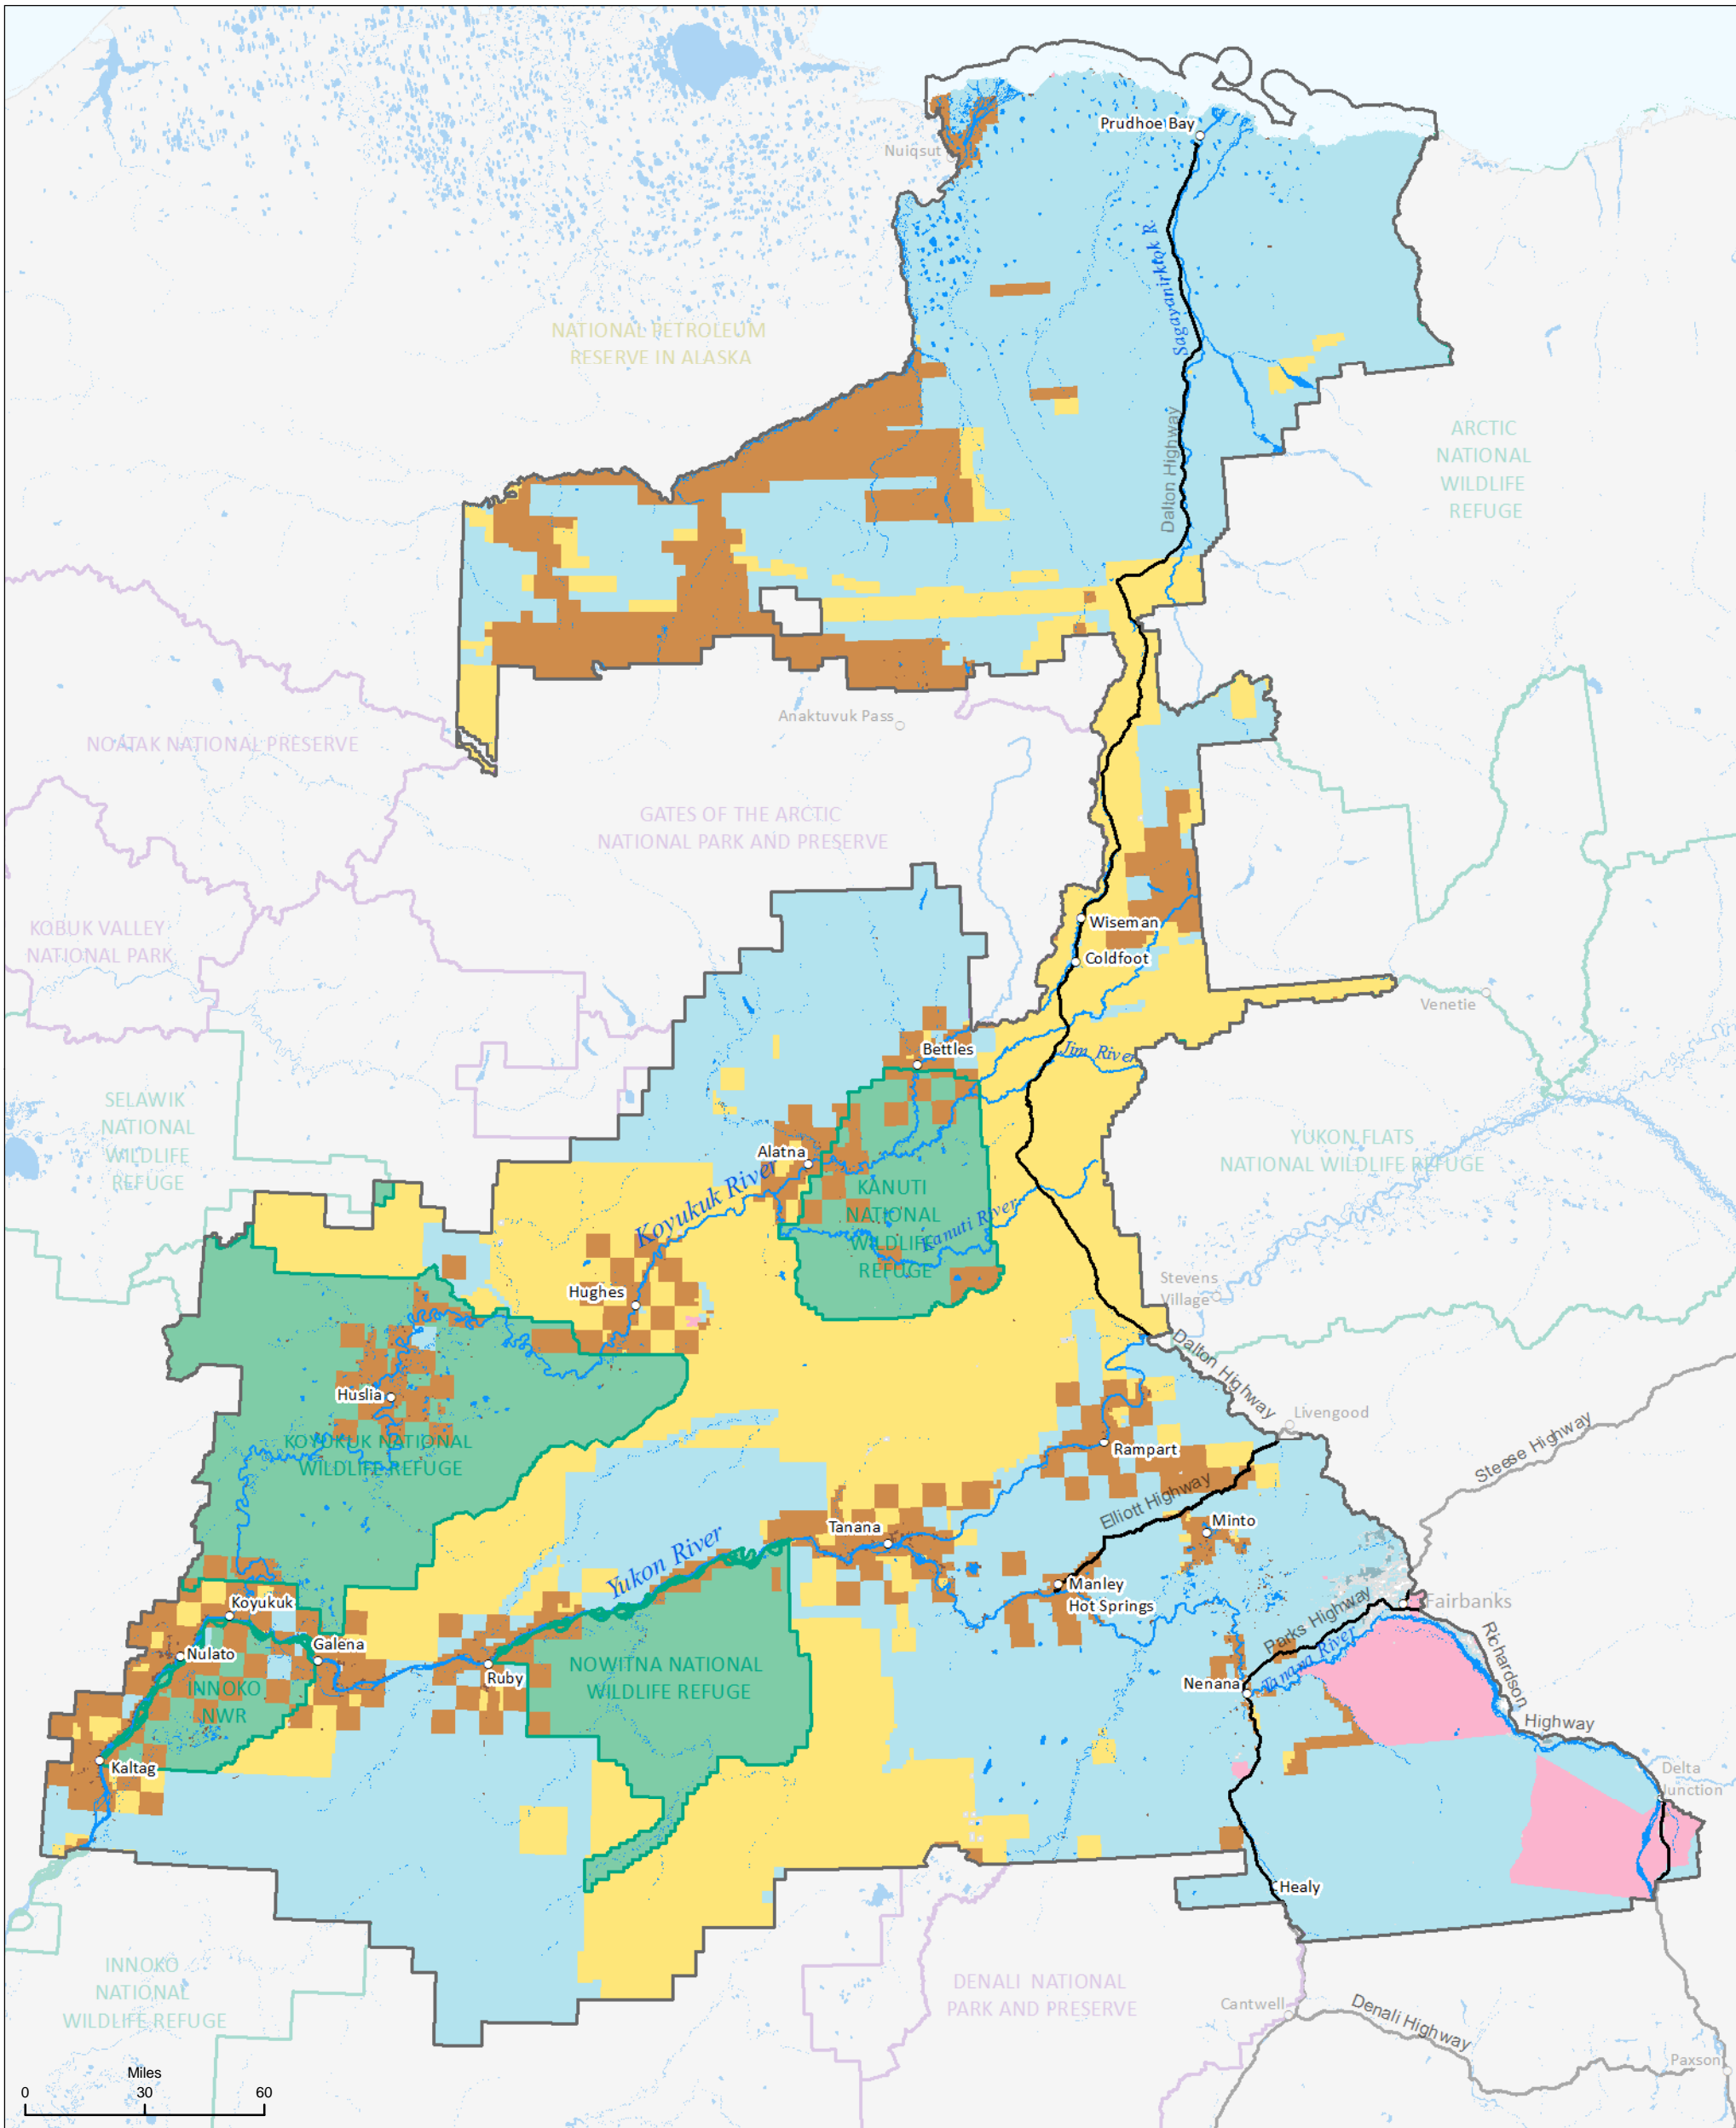 Prudhoe Bay
Nuiqsut
Sagavanirktok R.
NATIONAL PETROLEUM
RESERVE IN ALASKA
Dalton Highway
ARCTIC
NATIONAL
WILDLIFE
REFUGE
Anaktuvuk Pass
NOATAK NATIONAL PRESERVE
GATES OF THE ARCTIC
NATIONAL PARK AND PRESERVE
KOBUK VALLEY
NATIONAL PARK
Wiseman
Coldfoot
Venetie
Bettles
Jim River
SELAWIK
NATIONAL
WILDLIFE
REFUGE
YUKON FLATS
NATIONAL WILDLIFE REFUGE
Alatna
Koyukuk River
KANUTI
NATIONAL
WILDLIFE
REFUGE
Kanuti River
Hughes
Stevens
Village
Dalton Highway
Huslia
Livengood
KOYUKUK NATIONAL
WILDLIFE REFUGE
Rampart
Steese Highway
Elliott Highway
Minto
Tanana
Yukon River
Manley
Hot Springs
Koyukuk
Fairbanks
Parks Highway
Nulato
Galena
Ruby
NOWITNA NATIONAL
WILDLIFE REFUGE
INNOKO
NWR
Nenana
Tanana River
Richardson
Highway
Kaltag
Delta
Junction
Healy
INNOKO
NATIONAL
WILDLIFE REFUGE
DENALI NATIONAL
PARK AND PRESERVE
Cantwell
Denali Highway
Paxson
Miles
0 30 60